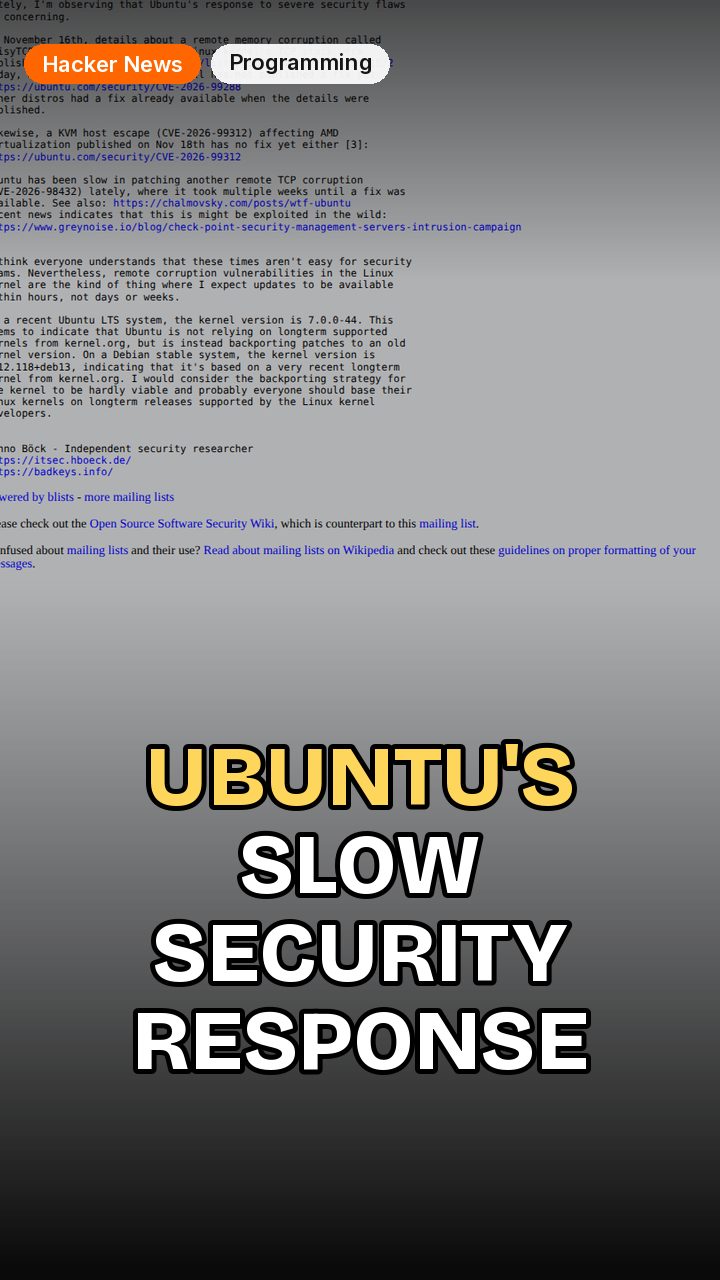 tely, I'm observing that Ubuntu's response to severe security flaws
concerning.
November 16th, details about a remote memory corruption called
Hacker News
Programming
day,
tps://ubuntu.com/security/CVE-2026-99288
her distros had a fix already available when the details were
blished.
kewise, a KVM host escape (CVE-2026-99312) affecting AMD
rtualization published on Nov 18th has no fix yet either [3]:
tps://ubuntu.com/security/CVE-2026-99312
untu has been slow in patching another remote TCP corruption
VE-2026-98432) lately, where it took multiple weeks until a fix was
ailable. See also: https://chalmovsky.com/posts/wtf-ubuntu
cent news indicates that this is might be exploited in the wild:
tps://www.greynoise.io/blog/check-point-security-management-servers-intrusion-campaign
think everyone understands that these times aren't easy for security
ams. Nevertheless, remote corruption vulnerabilities in the Linux
rnel are the kind of thing where I expect updates to be available
thin hours, not days or weeks.
a recent Ubuntu LTS system, the kernel version is 7.0.0-44. This
ems to indicate that Ubuntu is not relying on longterm supported
rnels from kernel.org, but is instead backporting patches to an old
rnel version. On a Debian stable system, the kernel version is
12.118+deb13, indicating that it's based on a very recent longterm
rnel from kernel.org. I would consider the backporting strategy for
e kernel to be hardly viable and probably everyone should base their
nux kernels on longterm releases supported by the Linux kernel
velopers.
nno Böck - Independent security researcher
tps://itsec.hboeck.de/
tps://badkeys.info/
wered by blists - more mailing lists
ease check out the Open Source Software Security Wiki, which is counterpart to this mailing list.
nfused about mailing lists and their use? Read about mailing lists on Wikipedia and check out these guidelines on proper formatting of your
ssages.
UBUNTU'S
SLOW
SECURITY
RESPONSE